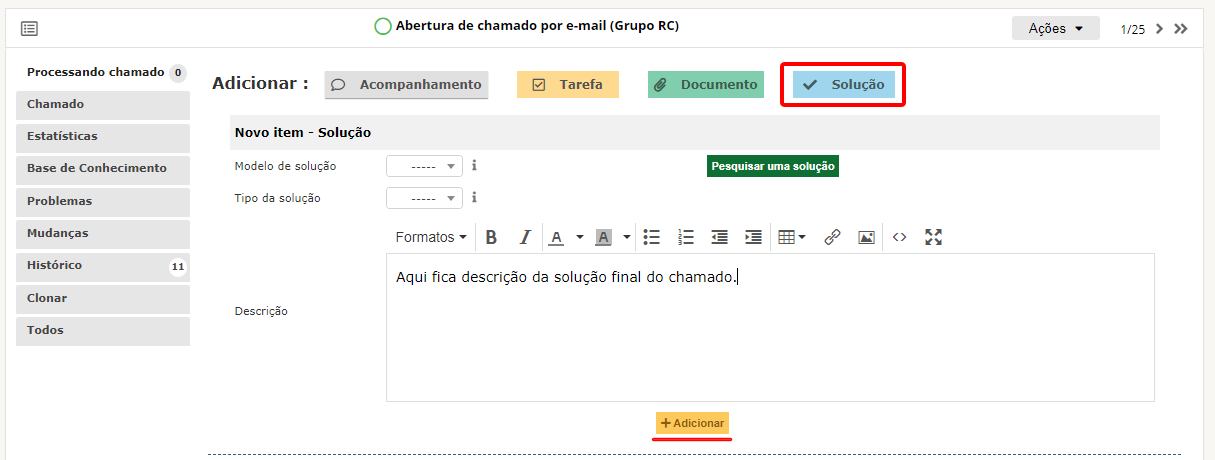 Abertura de chamado por e-mail (Grupo RC)
Ações
1/25
Processando chamado 0
Chamado
Estatísticas
Base de Conhecimento
Problemas
Mudanças
Histórico 11
Clonar
Todos
Adicionar :
Acompanhamento
Tarefa
Documento
Solução
Novo item - Solução
Modelo de solução
-----
Pesquisar uma solução
Tipo da solução
-----
Formatos
B I A A
Aqui fica descrição da solução final do chamado.
Descrição
+ Adicionar